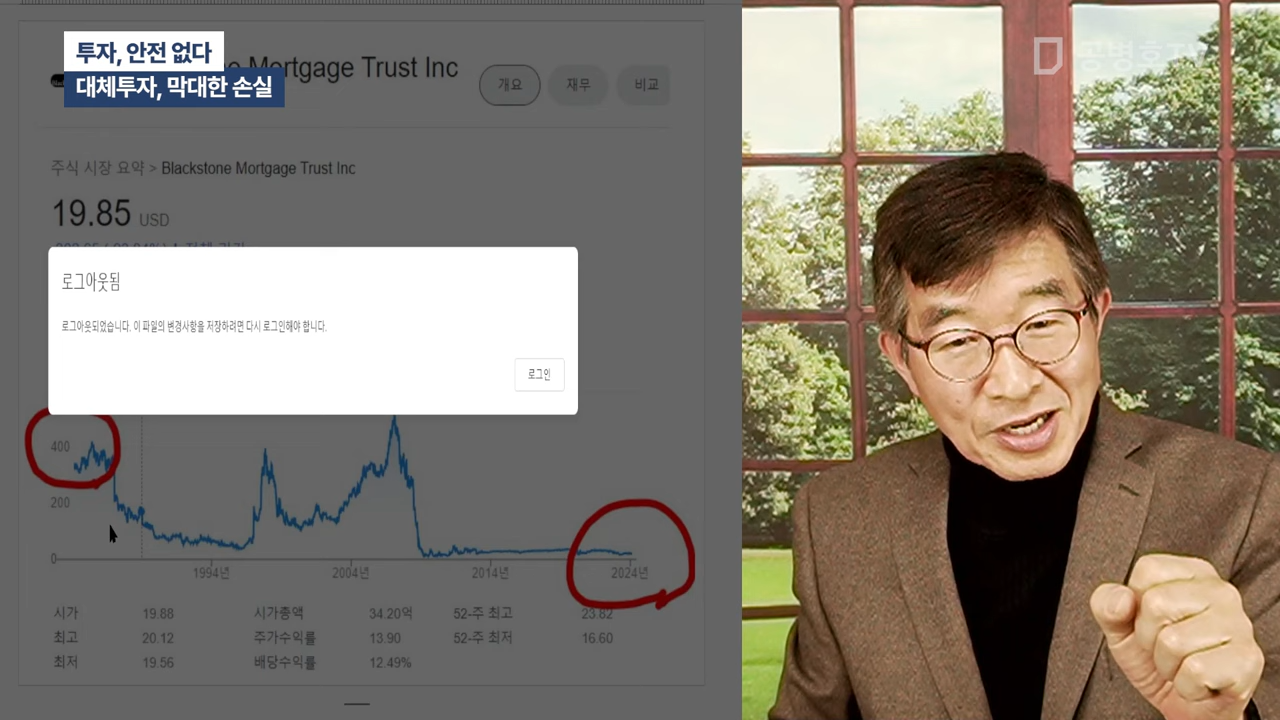 투자, 안전 없다
대체투자, 막대한 손실
Mortgage Trust Inc
개요
재무
비교
주식 시장 요약 > Blackstone Mortgage Trust Inc
19.85 USD
로그아웃됨
로그아웃되었습니다. 이 파일의 변경사항을 저장하려면 다시 로그인해야 합니다.
로그인
400
200
0
1994년
2004년
2014년
2024년
시가 19.88 시가총액 34.20억 52-주 최고 23.82
최고 20.12 주가수익률 13.90 52-주 최저 16.60
최저 19.56 배당수익률 12.49%
공병호TV